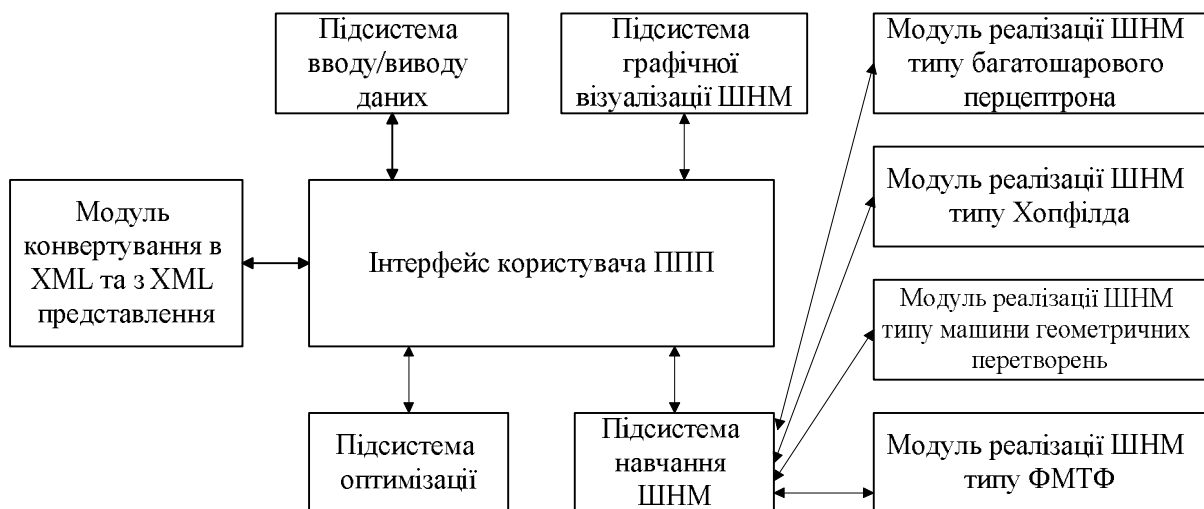 Підсистема
вводу/виводу
даних
Підсистема
графічної
візуалізації ШНМ
Модуль реалізації ШНМ
типу багатошарового
перцептрона
Модуль
конвертування в
XML та з XML
представлення
Інтерфейс користувача ППП
Модуль реалізації ШНМ
типу Хопфілда
Модуль реалізації ШНМ
типу машини геометричних
перетворень
Підсистема
оптимізації
Підсистема
навчання
ШНМ
Модуль реалізації ШНМ
типу ФМТФ